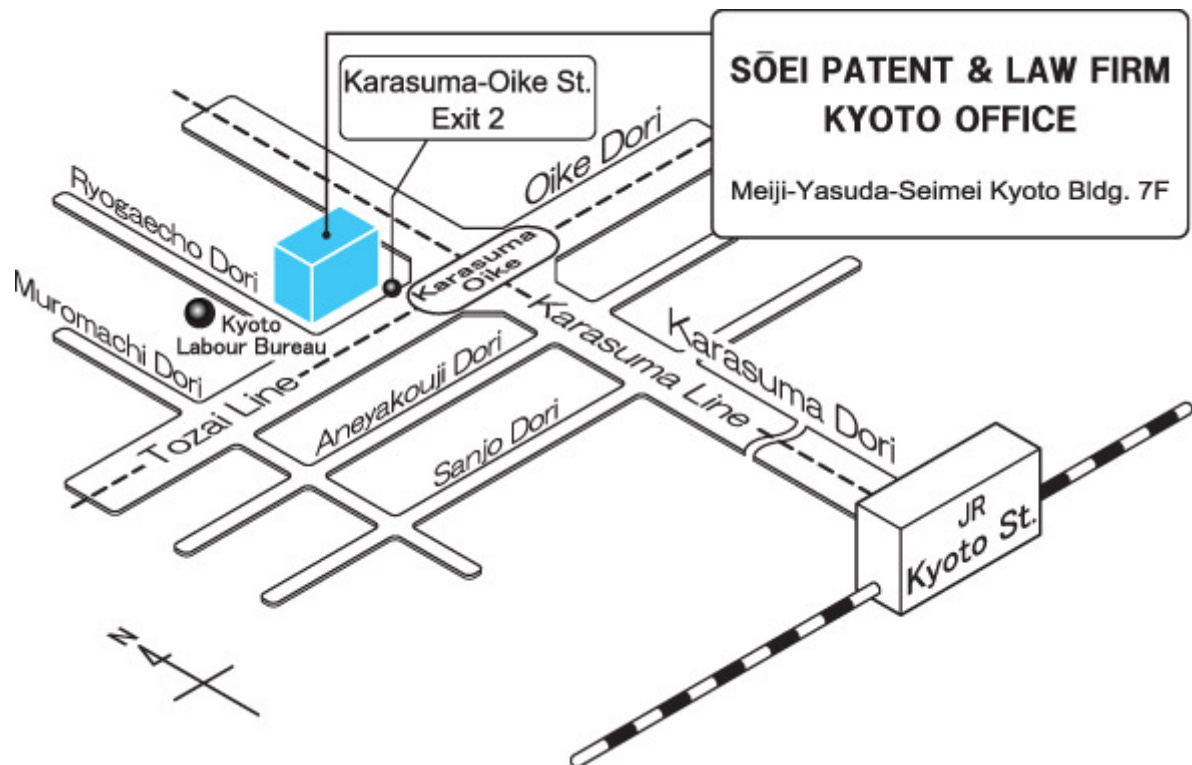 SŌEI PATENT & LAW FIRM
KYOTO OFFICE
Meiji-Yasuda-Seimei Kyoto Bldg. 7F
Karasuma-Oike St.
Exit 2
Oike Dori
Ryogaecho Dori
Karasuma
Oike
Muromachi Dori
Kyoto
Labour Bureau
Tozai Line
Aneyakouji Dori
Sanjo Dori
Karasuma Line
Karasuma Dori
JR
Kyoto St.
N